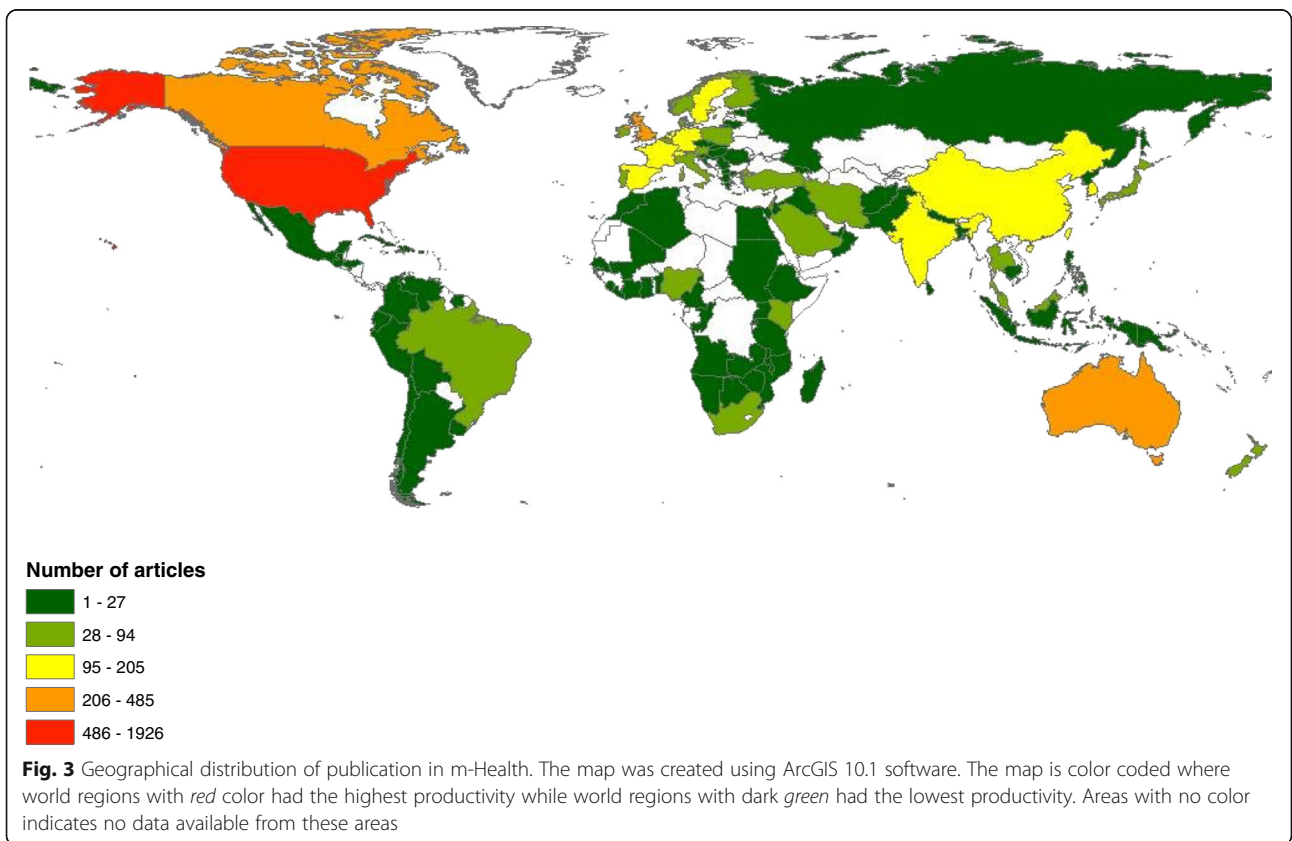 Number of articles
1 - 27
28 - 94
95 - 205
206 - 485
486 - 1926
Fig. 3 Geographical distribution of publication in m-Health. The map was created using ArcGIS 10.1 software. The map is color coded where
world regions with red color had the highest productivity while world regions with dark green had the lowest productivity. Areas with no color
indicates no data available from these areas